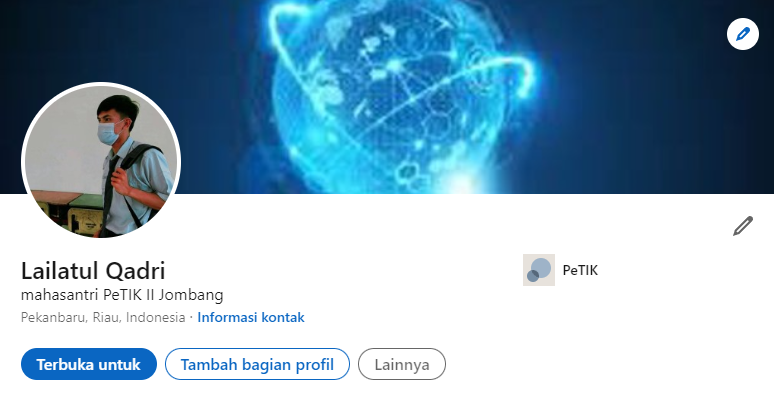 Lailatul Qadri
PeTIK
mahasantri PeTIK II Jombang
Pekanbaru, Riau, Indonesia · Informasi kontak
Terbuka untuk
Tambah bagian profil
Lainnya